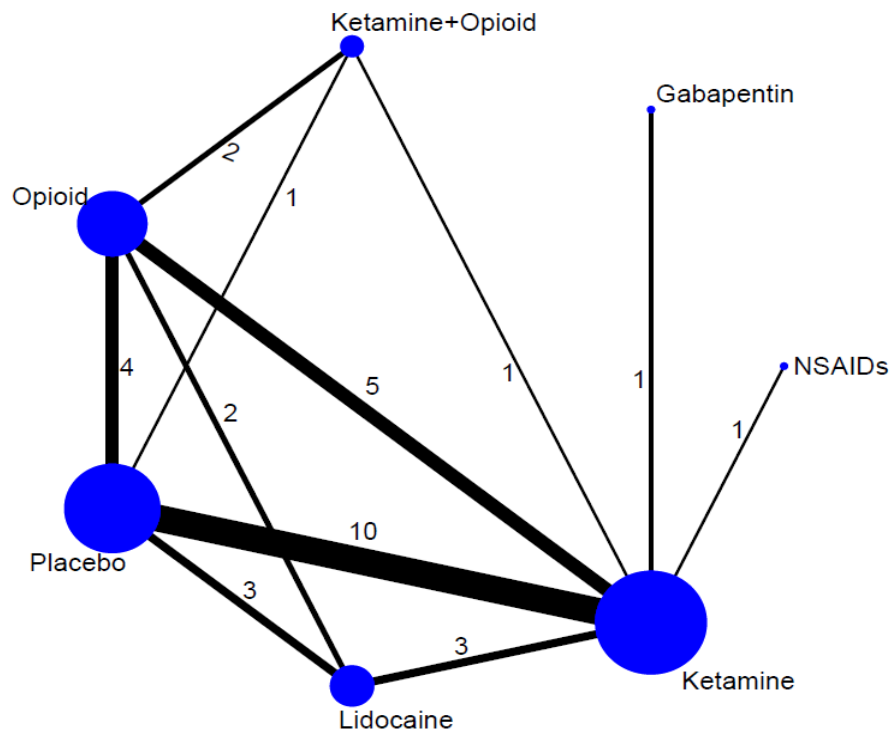 Ketamine+Opioid
Gabapentin
2
Opioid
1
4
5
1
1
NSAIDs
2
1
10
Placebo
3
3
Ketamine
Lidocaine